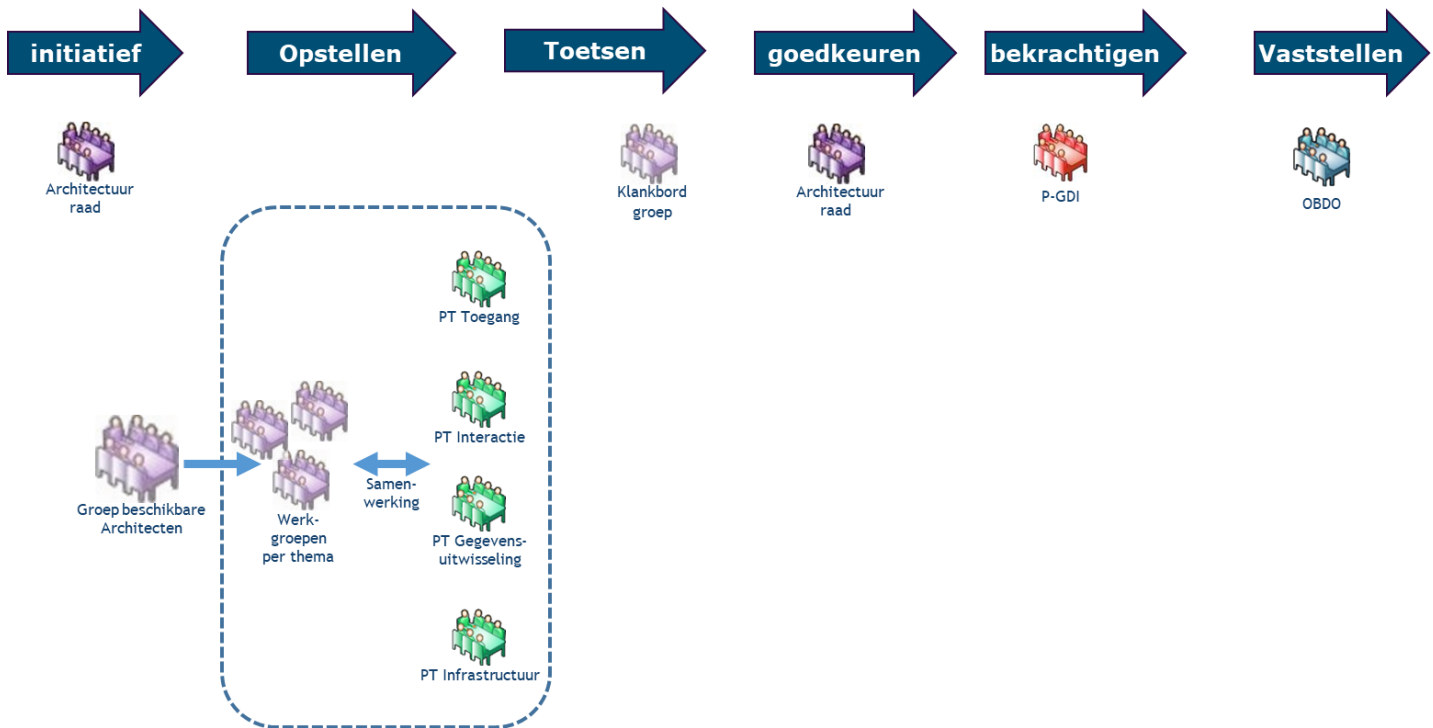 initiatief
Opstellen
Toetsen
goedkeuren
bekrachtigen
Vaststellen
Architectuur
raad
Klankbord
groep
Architectuur
raad
P-GDI
OBDO
PT Toegang
PT Interactie
Groep beschikbare
Architecten
Werk-
groepen
per thema
Samen-
werking
PT Gegevens-
uitwisseling
PT Infrastructuur